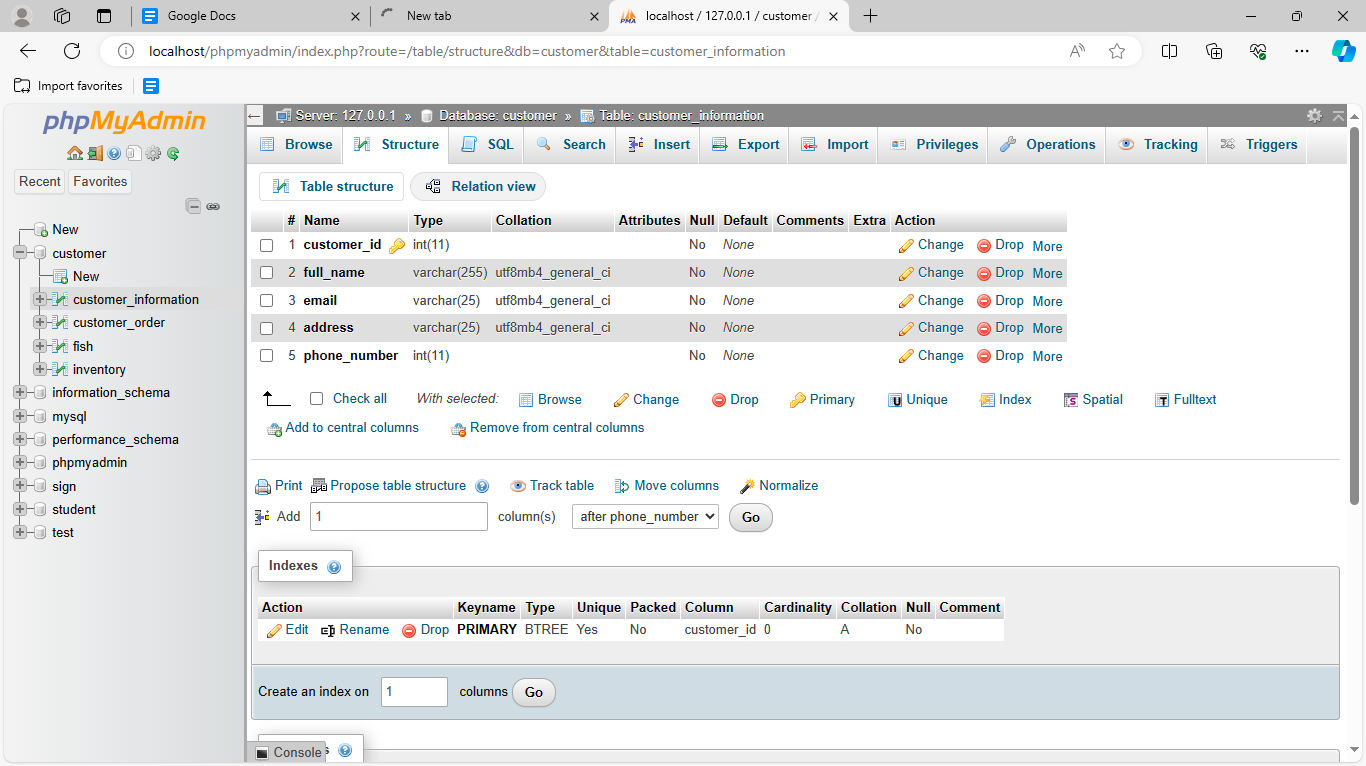 Google Docs
New tab
localhost / 127.0.0.1 / customer /
localhost/phpmyadmin/index.php?route=/table/structure&db=customer&table=customer_information
Import favorites
phpMyAdmin
Recent Favorites
New
customer
New
customer_information
customer_order
fish
inventory
information_schema
mysql
performance_schema
phpmyadmin
sign
student
test
Server: 127.0.0.1 » Database: customer » Table: customer_information
Browse Structure SQL Search Insert Export Import Privileges Operations Tracking Triggers
Table structure Relation view
# Name Type Collation Attributes Null Default Comments Extra Action
1 customer_id int(11) No None Change Drop More
2 full_name varchar(255) utf8mb4_general_ci No None Change Drop More
3 email varchar(25) utf8mb4_general_ci No None Change Drop More
4 address varchar(25) utf8mb4_general_ci No None Change Drop More
5 phone_number int(11) No None Change Drop More
Check all With selected: Browse Change Drop Primary Unique Index Spatial Fulltext
Add to central columns Remove from central columns
Print Propose table structure Track table Move columns Normalize
Add 1 column(s) after phone_number Go
Indexes
Action Keyname Type Unique Packed Column Cardinality Collation Null Comment
Edit Rename Drop PRIMARY BTREE Yes No customer_id 0 A No
Create an index on 1 columns Go
Console